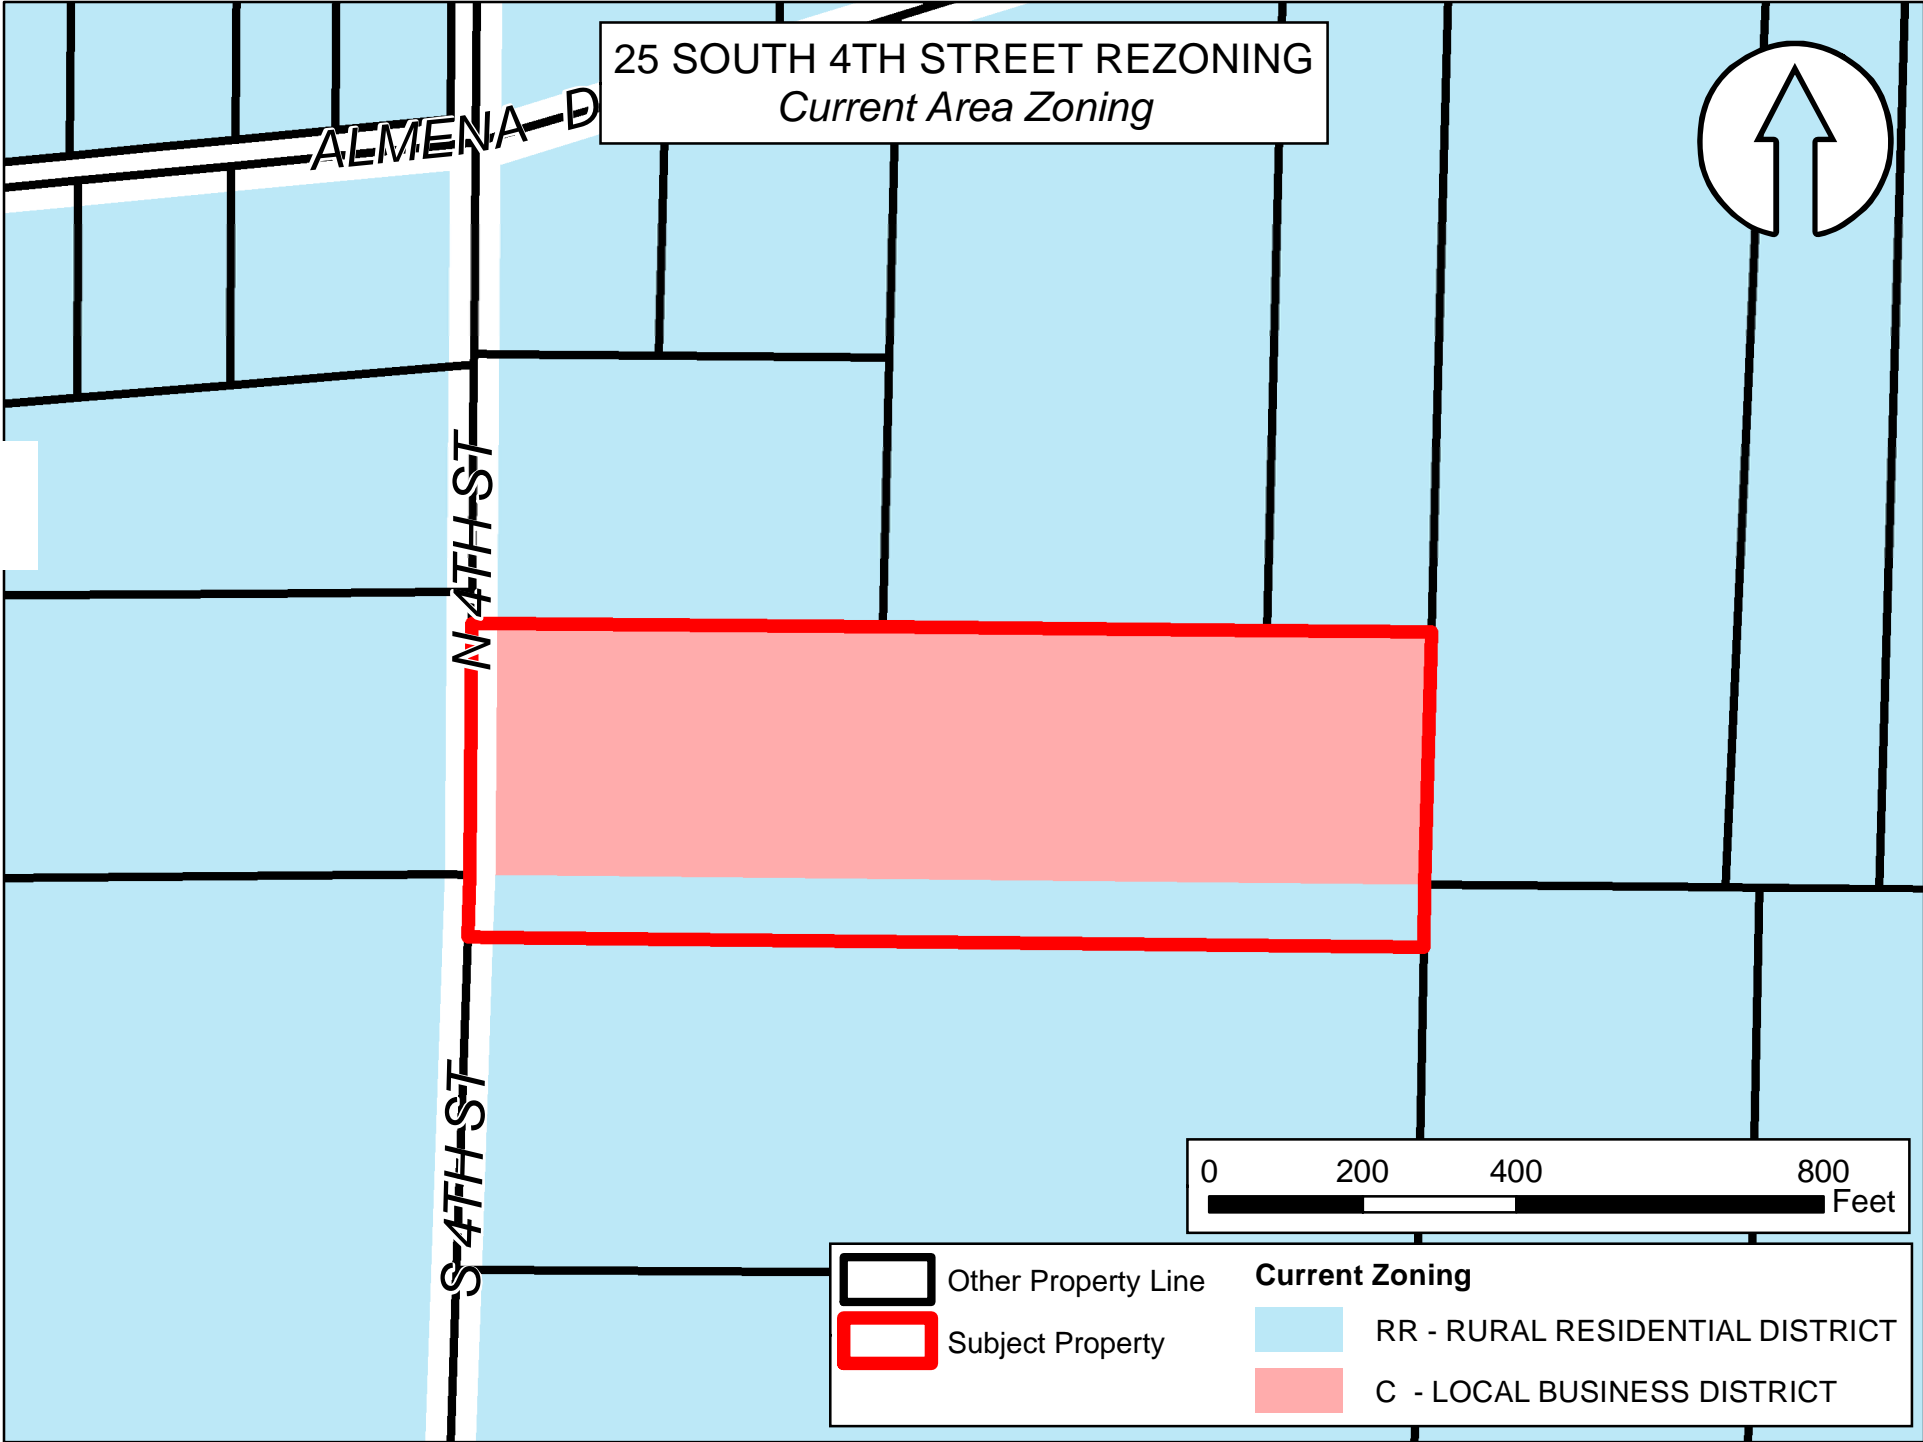 25 SOUTH 4TH STREET REZONING
Current Area Zoning
ALMENA D
N 4TH ST
S 4TH ST
0 200 400 800
Feet
Other Property Line
Subject Property
Current Zoning
RR - RURAL RESIDENTIAL DISTRICT
C - LOCAL BUSINESS DISTRICT